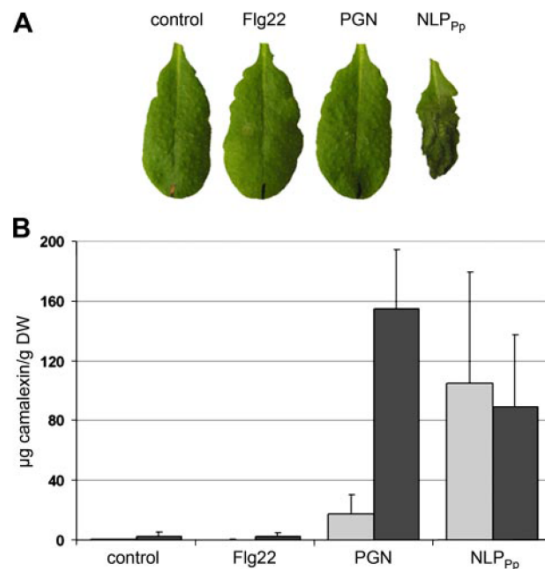 A
control Flg22 PGN NLPPp
B
µg camalexin/g DW
200
160
120
80
40
0
control Flg22 PGN NLPPp